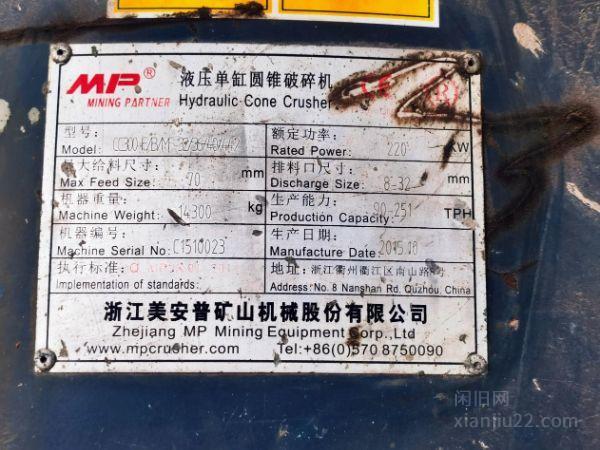 MP®
MINING PARTNER
液压单缸圆锥破碎机
Hydraulic Cone Crusher
型号:
Model:
额定功率:
Rated Power: 220 KW
最大给料尺寸:
Max Feed Size: 70 mm
排料口尺寸:
Discharge Size: 8-32 mm
机器重量:
Machine Weight: 14300 kg
生产能力:
Production Capacity: 90-251 TPH
机器编号:
Machine Serial No.: C1510023
生产日期:
Manufacture Date: 2015.10
执行标准:
Implementation of standards:
地址: 浙江衢州衢江区南山路8号
Address: No. 8 Nanshan Rd. Quzhou, China
浙江美安普矿山机械股份有限公司
Zhejiang MP Mining Equipment Corp.,Ltd
www.mpcrusher.com Tel:+86(0)570 8750090
闲旧网
xianjiu22.com